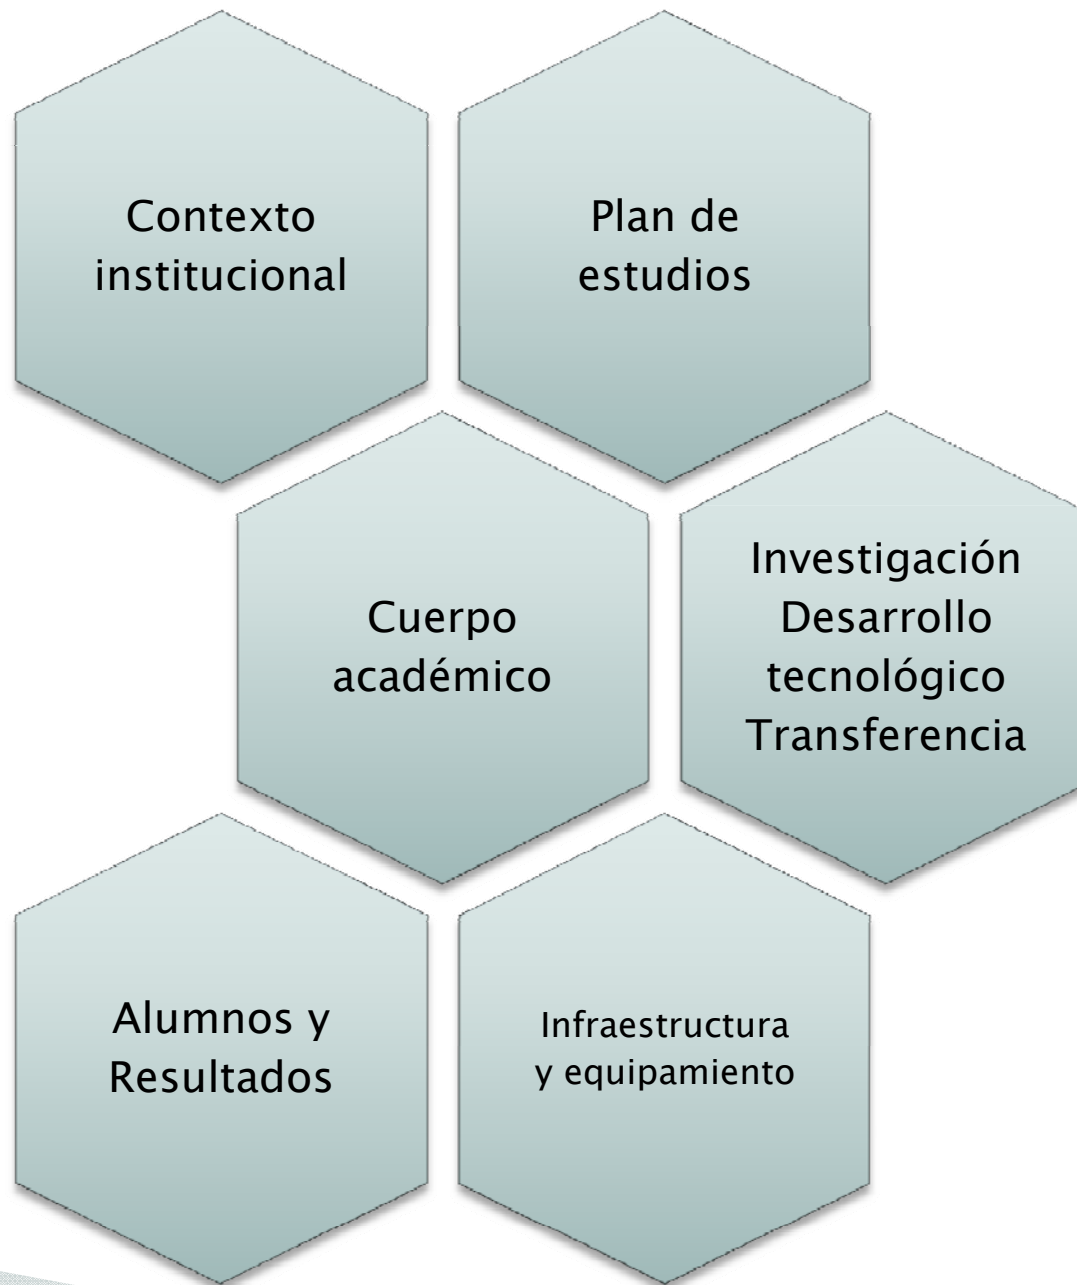 Contexto
institucional
Plan de
estudios
Cuerpo
académico
Investigación
Desarrollo
tecnológico
Transferencia
Alumnos y
Resultados
Infraestructura
y equipamiento